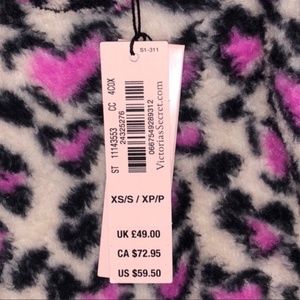 S1-311
ST 11143553 CC 4C0X
24325276
0667549289312
VictoriasSecret.com
XS/S / XP/P
UK £49.00
CA $72.95
US $59.50